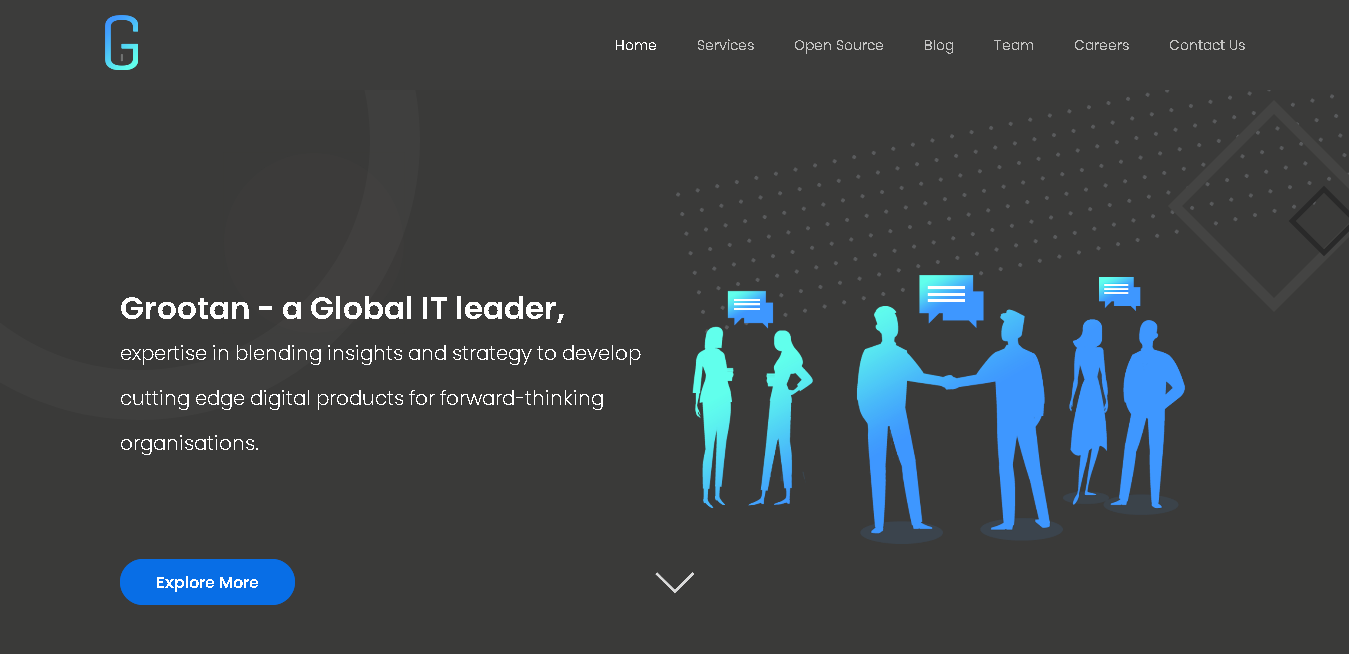 G
Home Services Open Source Blog Team Careers Contact Us
Grootan - a Global IT leader,
expertise in blending insights and strategy to develop
cutting edge digital products for forward-thinking
organisations.
Explore More